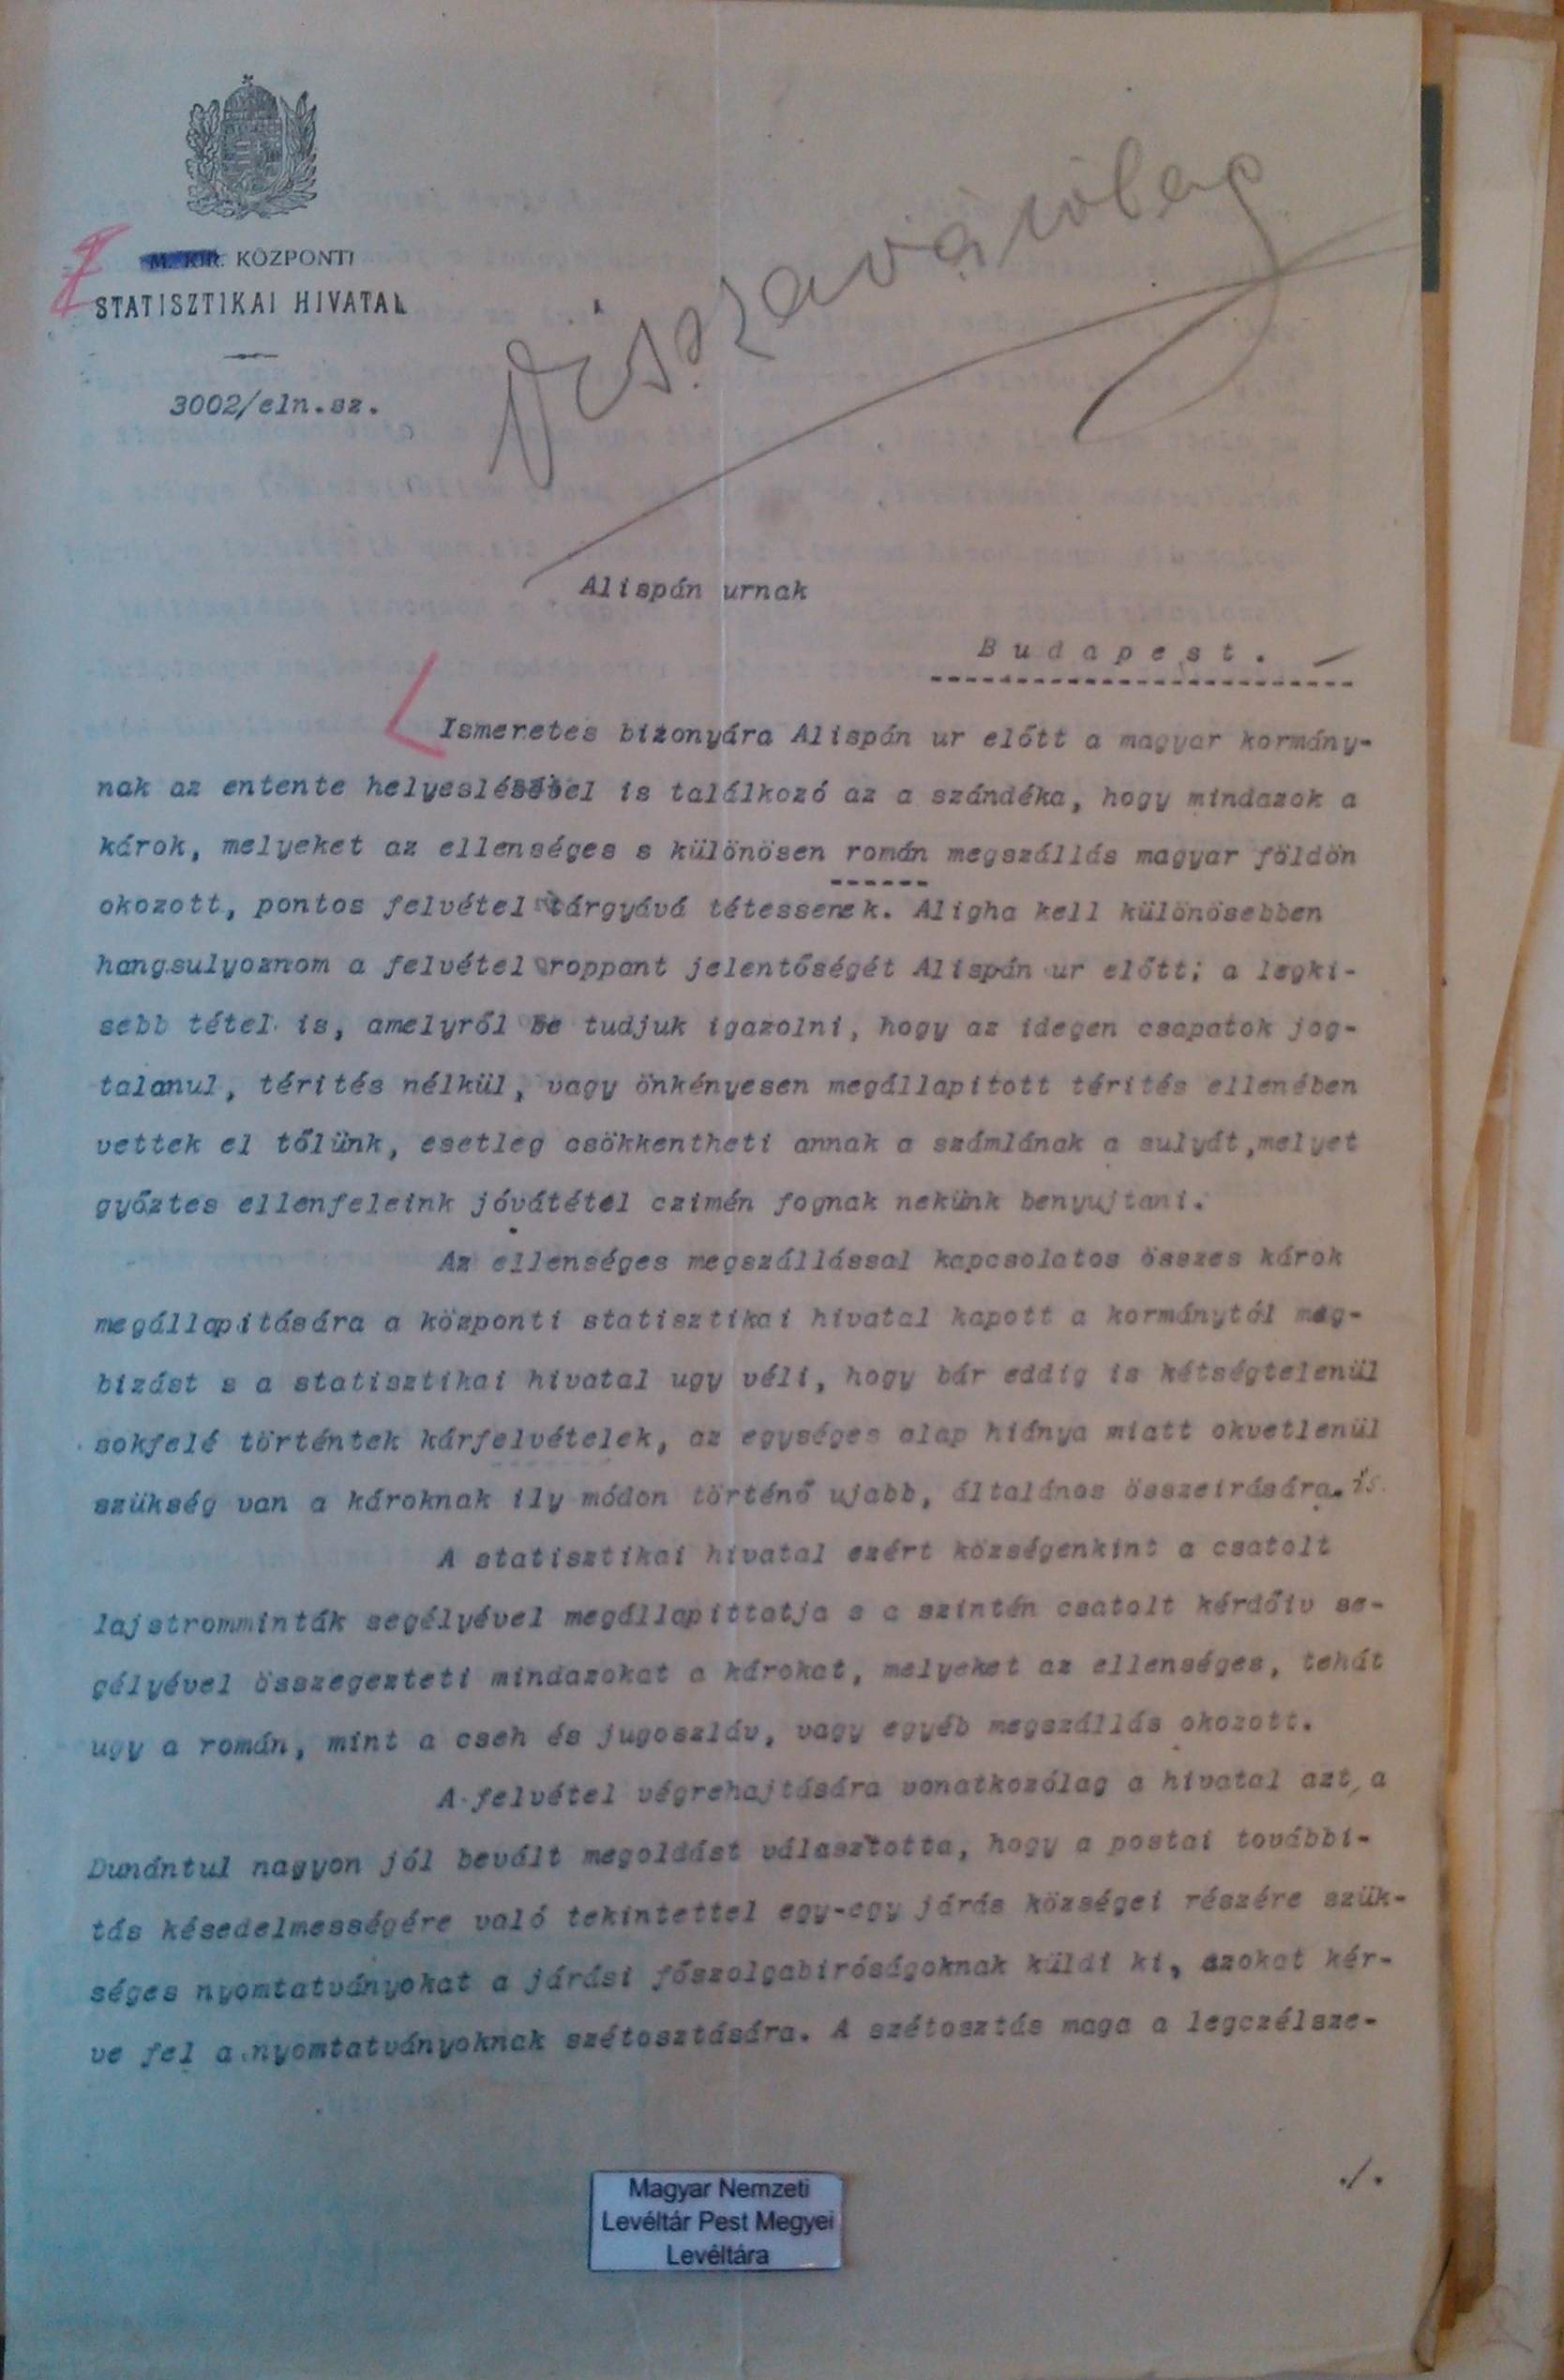 M. KIR. KÖZPONTI
STATISZTIKAI HIVATAL
3002/eln.sz.
Visszavárólag
Alispán urnak
Budapest.
Ismeretes bizonyára Alispán ur előtt a magyar kormány-
nak az entente helyeslésével is találkozó az a szándéka, hogy mindazok a
károk, melyeket az ellenséges s különösen román megszállás magyar földön
okozott, pontos felvétel tárgyává tétessenek. Aligha kell különösebben
hangsulyoznom a felvétel roppant jelentőségét Alispán ur előtt; a legki-
sebb tétel is, amelyről be tudjuk igazolni, hogy az idegen csapatok jog-
talanul, térités nélkül, vagy önkényesen megállapitott térités ellenében
vettek el tőlünk, esetleg csökkentheti annak a számlának a sulyát,melyet
győztes ellenfeleink jóvátétel czimén fognak nekünk benyujtani.
Az ellenséges megszállással kapcsolatos összes károk
megállapitására a központi statisztikai hivatal kapott a kormánytól meg-
bizást s a statisztikai hivatal ugy véli, hogy bár eddig is kétségtelenül
sokfelé történtek kárfelvételek, az egységes alap hiánya miatt okvetlenül
szükség van a károknak ily módon történő ujabb, általános összeirására is.
A statisztikai hivatal ezért községenkint a csatolt
lajstromminták segélyével megállapittatja s a szintén csatolt kérdőiv se-
gélyével összegezteti mindazokat a károkat, melyeket az ellenséges, tehát
ugy a román, mint a cseh és jugoszláv, vagy egyéb megszállás okozott.
A felvétel végrehajtására vonatkozólag a hivatal azt a
Dunántul nagyon jól bevált megoldást választotta, hogy a postai további-
tás késedelmességére való tekintettel egy-egy járás községei részére szük-
séges nyomtatványokat a járási főszolgabiróságoknak küldi ki, azokat kér-
ve fel a nyomtatványoknak szétosztására. A szétosztás maga a legczélsze-
./.
Magyar Nemzeti
Levéltár Pest Megyei
Levéltára